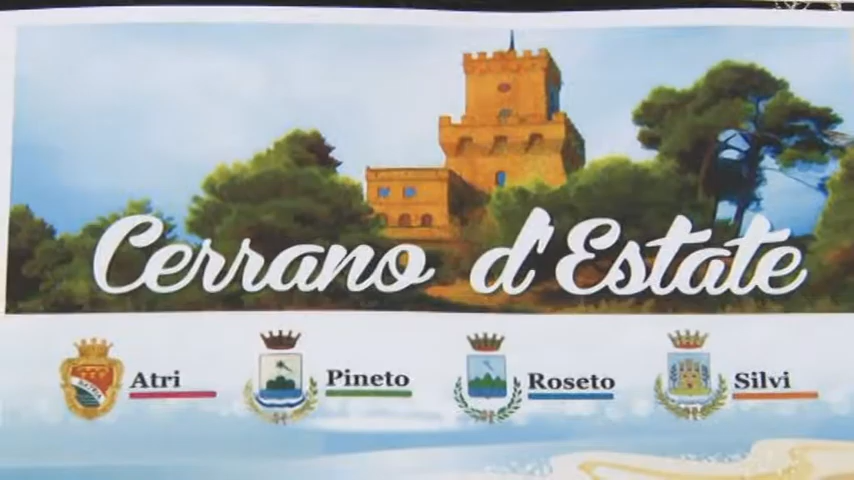 Cerrano d'Estate
Atri
Pineto
Roseto
Silvi